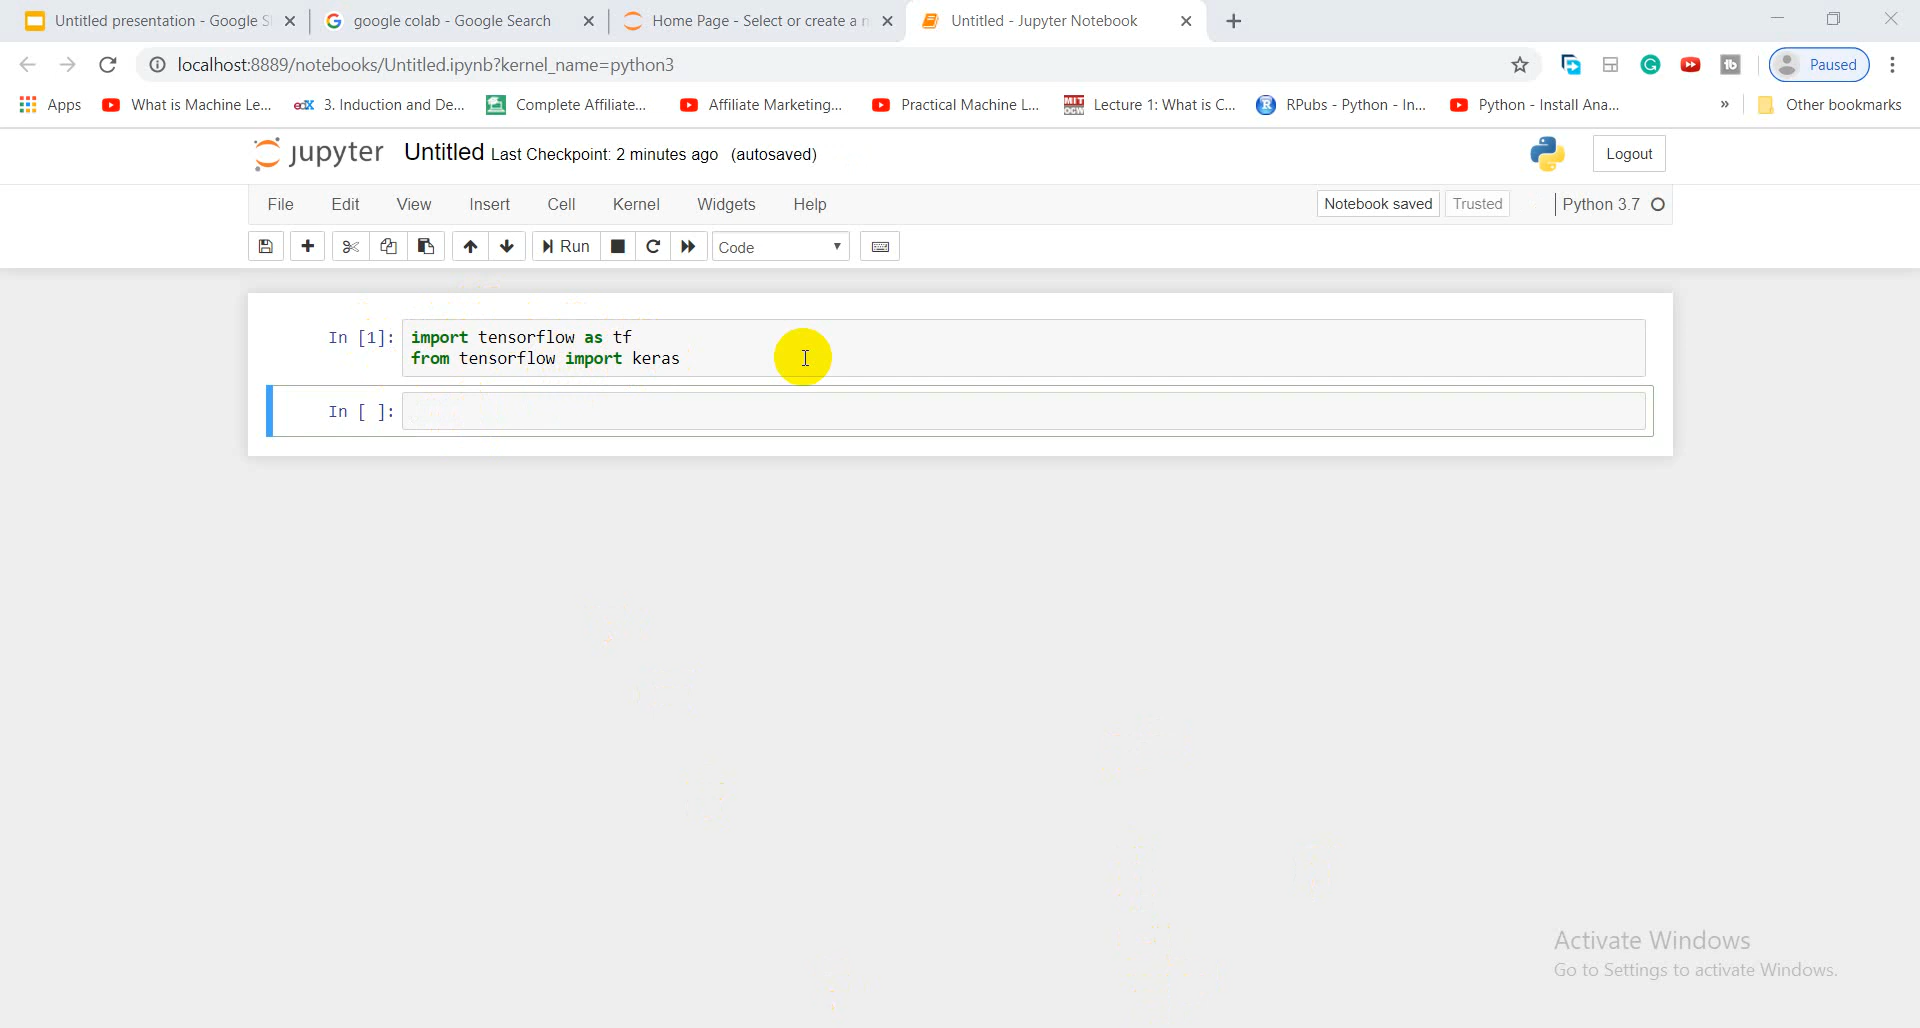 Untitled presentation - Google S
google colab - Google Search
Home Page - Select or create a n
Untitled - Jupyter Notebook
localhost:8889/notebooks/Untitled.ipynb?kernel_name=python3
Paused
Apps
What is Machine Le...
edX 3. Induction and De...
Complete Affiliate...
Affiliate Marketing...
Practical Machine L...
MIT OCW Lecture 1: What is C...
R RPubs - Python - In...
Python - Install Ana...
»
Other bookmarks
jupyter Untitled Last Checkpoint: 2 minutes ago (autosaved)
Logout
File Edit View Insert Cell Kernel Widgets Help
Notebook saved Trusted Python 3.7
Run Code
In [1]: import tensorflow as tf
from tensorflow import keras
In [ ]:
Activate Windows
Go to Settings to activate Windows.